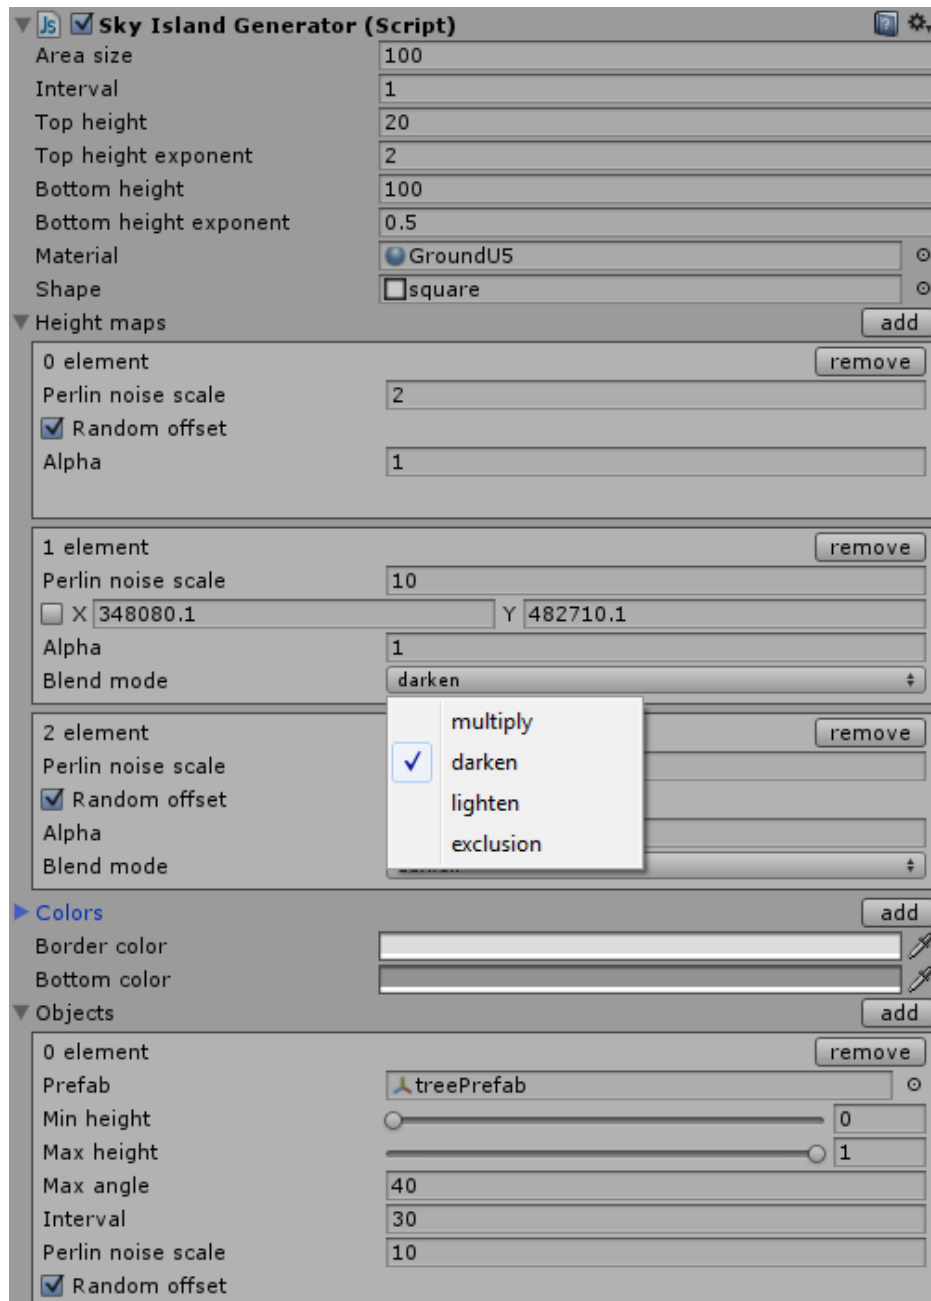 Sky Island Generator (Script)
Area size 100
Interval 1
Top height 20
Top height exponent 2
Bottom height 100
Bottom height exponent 0.5
Material GroundU5
Shape square
Height maps add
0 element remove
Perlin noise scale 2
Random offset
Alpha 1
1 element remove
Perlin noise scale 10
X 348080.1 Y 482710.1
Alpha 1
Blend mode darken
2 element multiply remove
Perlin noise scale darken
Random offset lighten
Alpha exclusion
Blend mode
Colors add
Border color
Bottom color
Objects add
0 element remove
Prefab treePrefab
Min height 0
Max height 1
Max angle 40
Interval 30
Perlin noise scale 10
Random offset